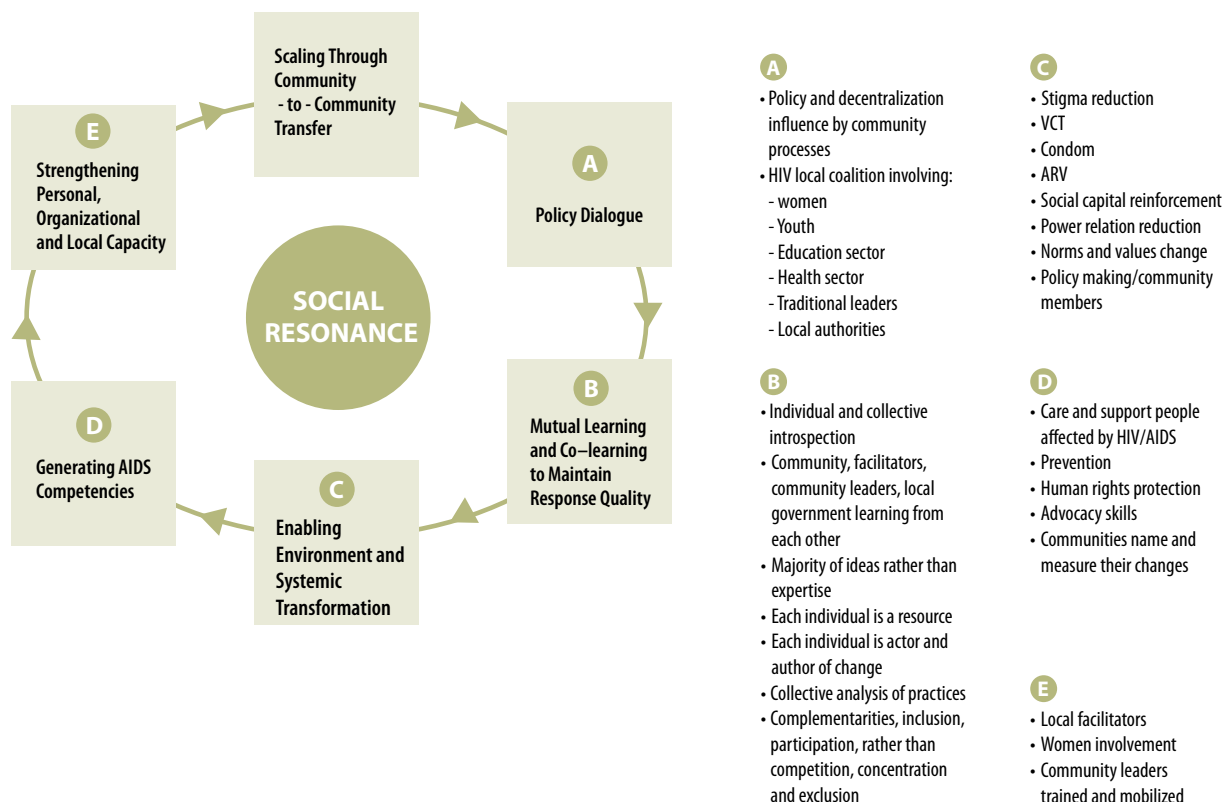 Scaling Through
Community
- to - Community
Transfer
A
Policy Dialogue
B
Mutual Learning
and Co–learning
to Maintain
Response Quality
C
Enabling
Environment and
Systemic
Transformation
D
Generating AIDS
Competencies
E
Strengthening
Personal,
Organizational
and Local Capacity
SOCIAL
RESONANCE
A
• Policy and decentralization
influence by community
processes
• HIV local coalition involving:
- women
- Youth
- Education sector
- Health sector
- Traditional leaders
- Local authorities
B
• Individual and collective
introspection
• Community, facilitators,
community leaders, local
government learning from
each other
• Majority of ideas rather than
expertise
• Each individual is a resource
• Each individual is actor and
author of change
• Collective analysis of practices
• Complementarities, inclusion,
participation, rather than
competition, concentration
and exclusion
C
• Stigma reduction
• VCT
• Condom
• ARV
• Social capital reinforcement
• Power relation reduction
• Norms and values change
• Policy making/community
members
D
• Care and support people
affected by HIV/AIDS
• Prevention
• Human rights protection
• Advocacy skills
• Communities name and
measure their changes
E
• Local facilitators
• Women involvement
• Community leaders
trained and mobilized